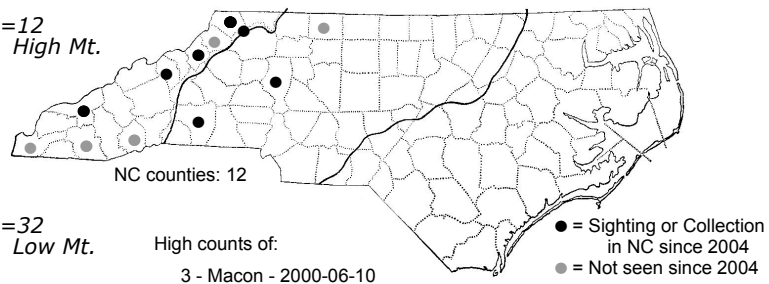 =12
High Mt.
NC counties: 12
=32
Low Mt.
High counts of:
3 - Macon - 2000-06-10
● = Sighting or Collection
in NC since 2004
● = Not seen since 2004